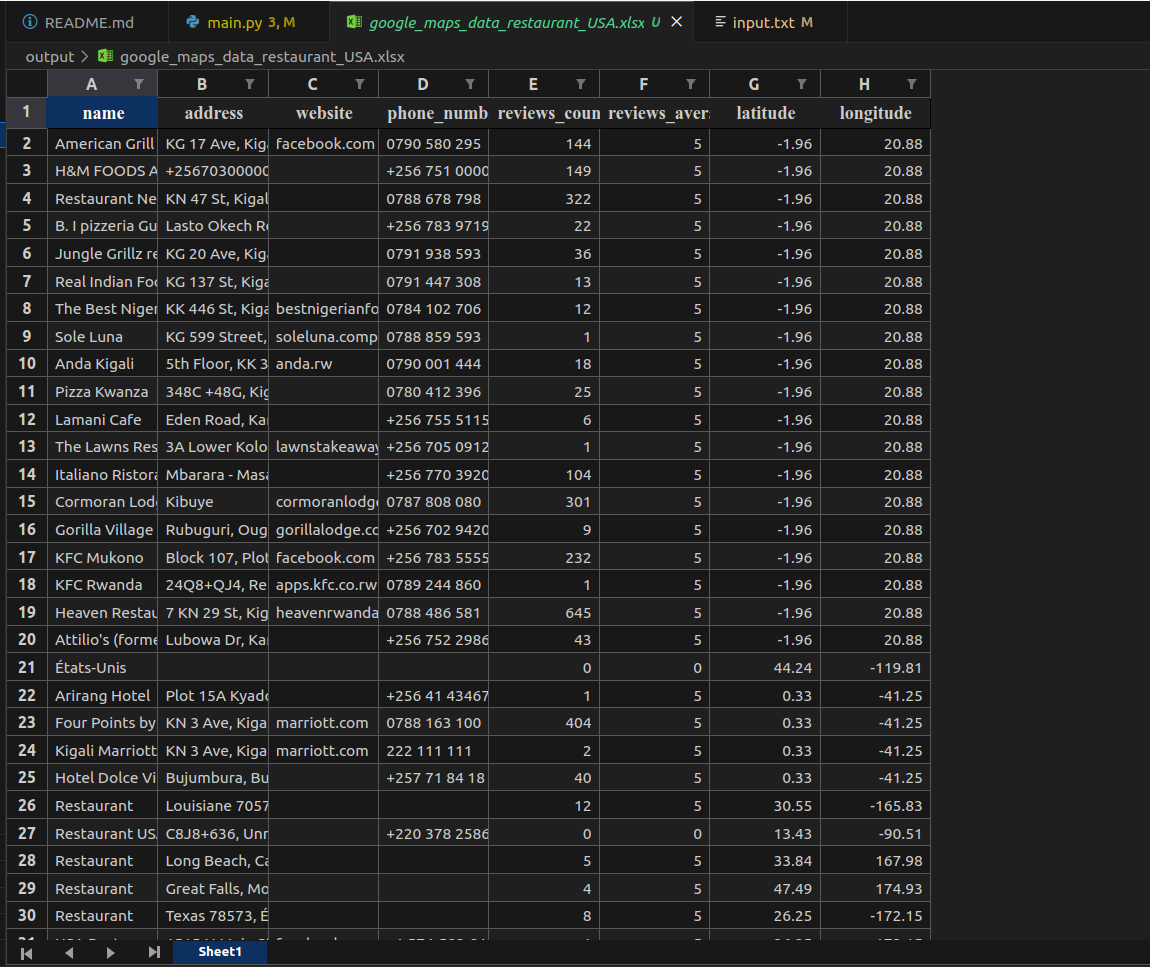 README.md main.py 3, M google_maps_data_restaurant_USA.xlsx U input.txt M
output > google_maps_data_restaurant_USA.xlsx
A B C D E F G H
1 name address website phone_numb reviews_coun reviews_aver latitude longitude
2 American Grill KG 17 Ave, Kiga facebook.com 0790 580 295 144 5 -1.96 20.88
3 H&M FOODS A +25670300000 +256 751 0000 149 5 -1.96 20.88
4 Restaurant Ne KN 47 St, Kigal 0788 678 798 322 5 -1.96 20.88
5 B. I pizzeria Gu Lasto Okech Ro +256 783 9719 22 5 -1.96 20.88
6 Jungle Grillz re KG 20 Ave, Kiga 0791 938 593 36 5 -1.96 20.88
7 Real Indian Foo KG 137 St, Kiga 0791 447 308 13 5 -1.96 20.88
8 The Best Niger KK 446 St, Kiga bestnigerianfo 0784 102 706 12 5 -1.96 20.88
9 Sole Luna KG 599 Street, soleluna.comp 0788 859 593 1 5 -1.96 20.88
10 Anda Kigali 5th Floor, KK 3 anda.rw 0790 001 444 18 5 -1.96 20.88
11 Pizza Kwanza 348C +48G, Kig 0780 412 396 25 5 -1.96 20.88
12 Lamani Cafe Eden Road, Kam +256 755 5115 6 5 -1.96 20.88
13 The Lawns Res 3A Lower Kolo lawnstakeaway +256 705 0912 1 5 -1.96 20.88
14 Italiano Ristora Mbarara - Masa +256 770 3920 104 5 -1.96 20.88
15 Cormoran Lodg Kibuye cormoranlodge 0787 808 080 301 5 -1.96 20.88
16 Gorilla Village Rubuguri, Oug gorillalodge.co +256 702 9420 9 5 -1.96 20.88
17 KFC Mukono Block 107, Plot facebook.com +256 783 5555 232 5 -1.96 20.88
18 KFC Rwanda 24Q8+QJ4, Re apps.kfc.co.rw 0789 244 860 1 5 -1.96 20.88
19 Heaven Restau 7 KN 29 St, Kig heavenrwanda 0788 486 581 645 5 -1.96 20.88
20 Attilio's (forme Lubowa Dr, Kam +256 752 2986 43 5 -1.96 20.88
21 États-Unis 0 0 44.24 -119.81
22 Arirang Hotel Plot 15A Kyado +256 41 43467 1 5 0.33 -41.25
23 Four Points by KN 3 Ave, Kiga marriott.com 0788 163 100 404 5 0.33 -41.25
24 Kigali Marriott KN 3 Ave, Kiga marriott.com 222 111 111 2 5 0.33 -41.25
25 Hotel Dolce Vi Bujumbura, Bu +257 71 84 18 40 5 0.33 -41.25
26 Restaurant Louisiane 7057 12 5 30.55 -165.83
27 Restaurant US C8J8+636, Unn +220 378 2586 0 0 13.43 -90.51
28 Restaurant Long Beach, Ca 5 5 33.84 167.98
29 Restaurant Great Falls, Mo 4 5 47.49 174.93
30 Restaurant Texas 78573, É 8 5 26.25 -172.15
Sheet1